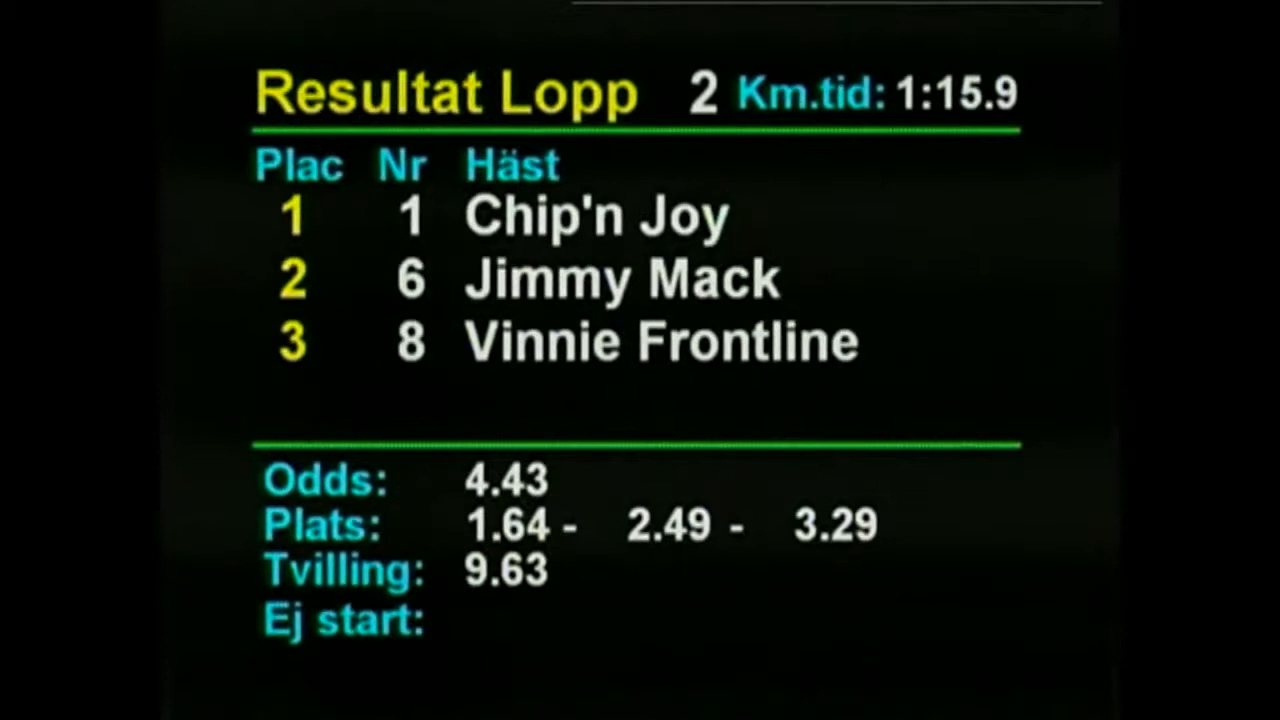 Resultat Lopp 2 Km.tid: 1:15.9
Plac Nr Häst
1 1 Chip'n Joy
2 6 Jimmy Mack
3 8 Vinnie Frontline
Odds: 4.43
Plats: 1.64 - 2.49 - 3.29
Tvilling: 9.63
Ej start: